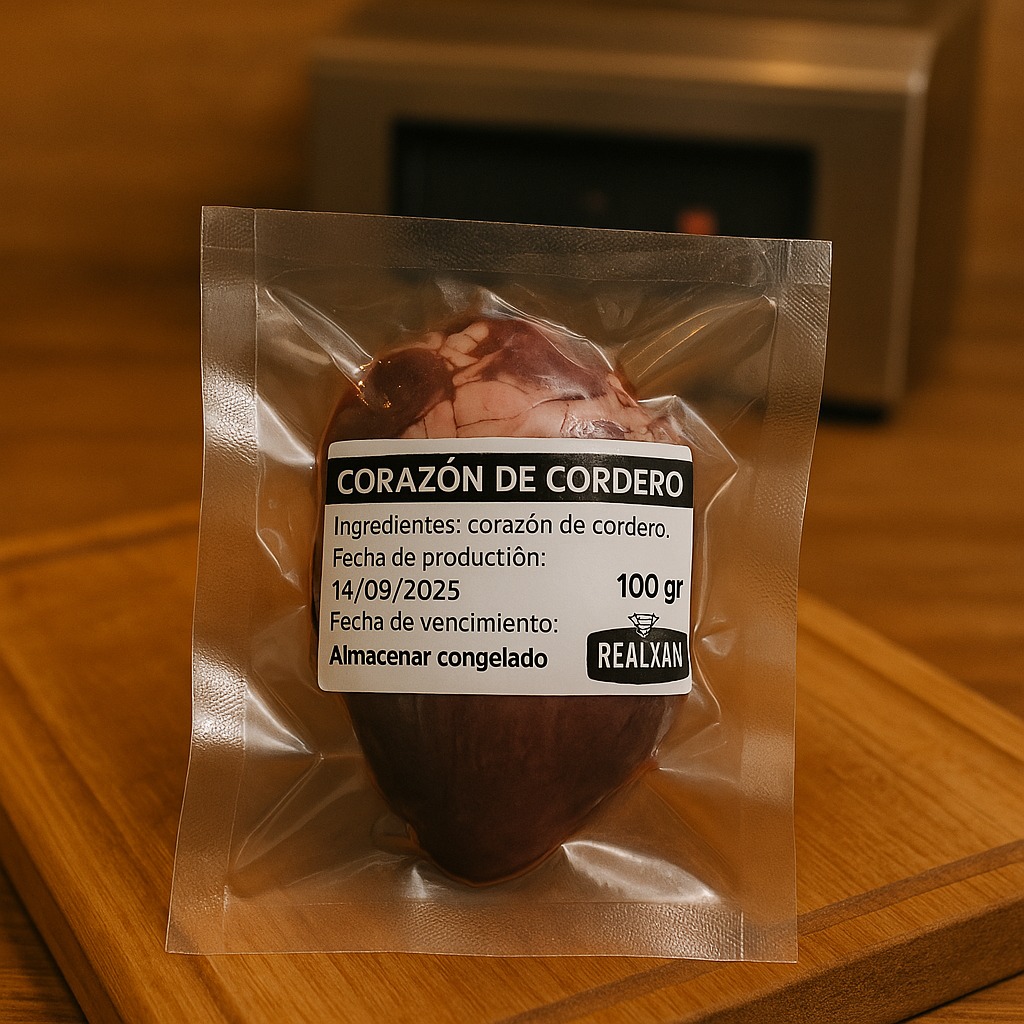 CORAZÓN DE CORDERO
Ingredientes: corazón de cordero.
Fecha de productiôn:
14/09/2025
100 gr
Fecha de vencimiento:
Almacenar congelado
REALXAN